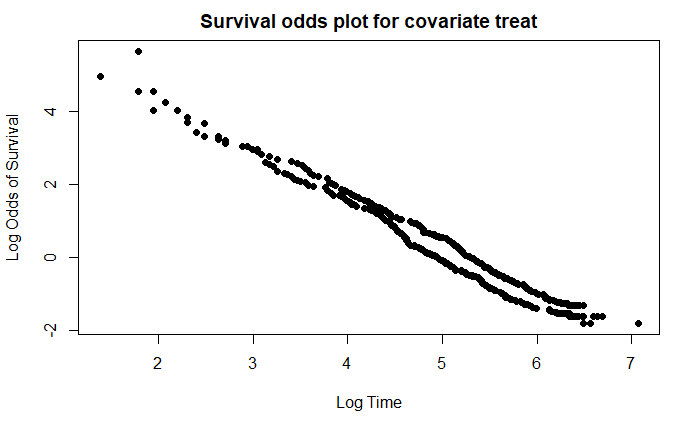 Survival odds plot for covariate treat
Log Odds of Survival
4
2
0
-2
2 3 4 5 6 7
Log Time